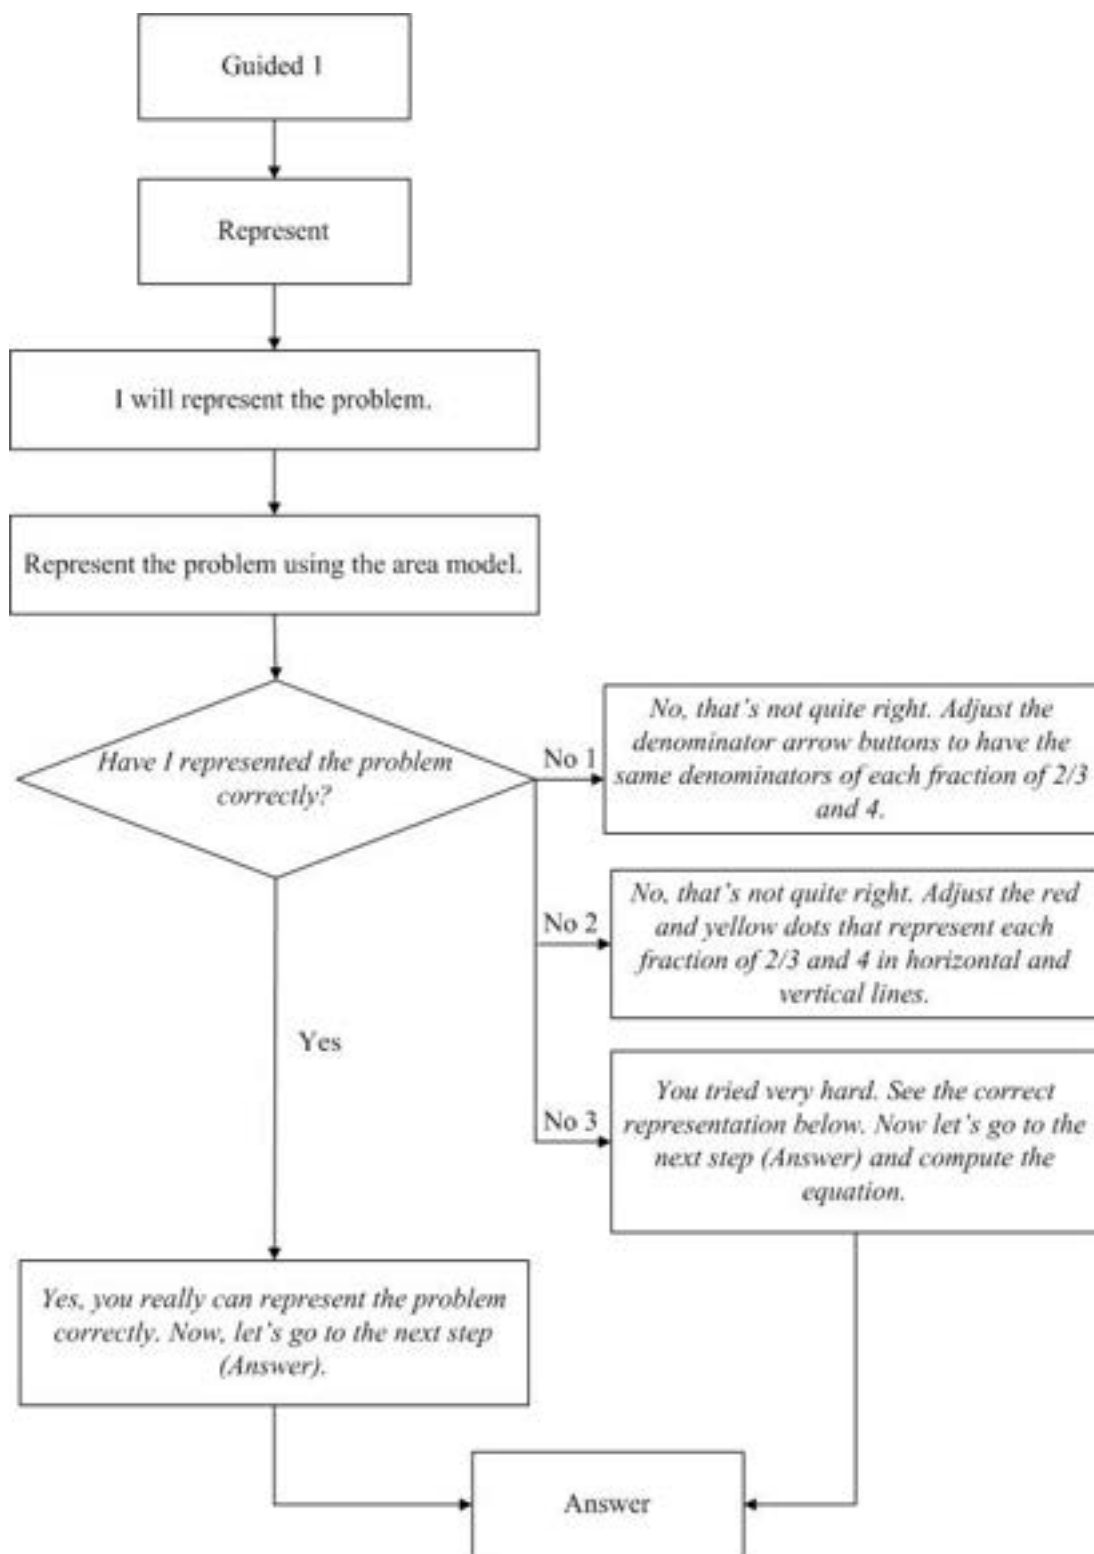 Guided 1
Represent
I will represent the problem.
Represent the problem using the area model.
Have I represented the problem
correctly?
No 1
No, that's not quite right. Adjust the
denominator arrow buttons to have the
same denominators of each fraction of 2/3
and 4.
No 2
No, that's not quite right. Adjust the red
and yellow dots that represent each
fraction of 2/3 and 4 in horizontal and
vertical lines.
Yes
No 3
You tried very hard. See the correct
representation below. Now let's go to the
next step (Answer) and compute the
equation.
Yes, you really can represent the problem
correctly. Now, let's go to the next step
(Answer).
Answer